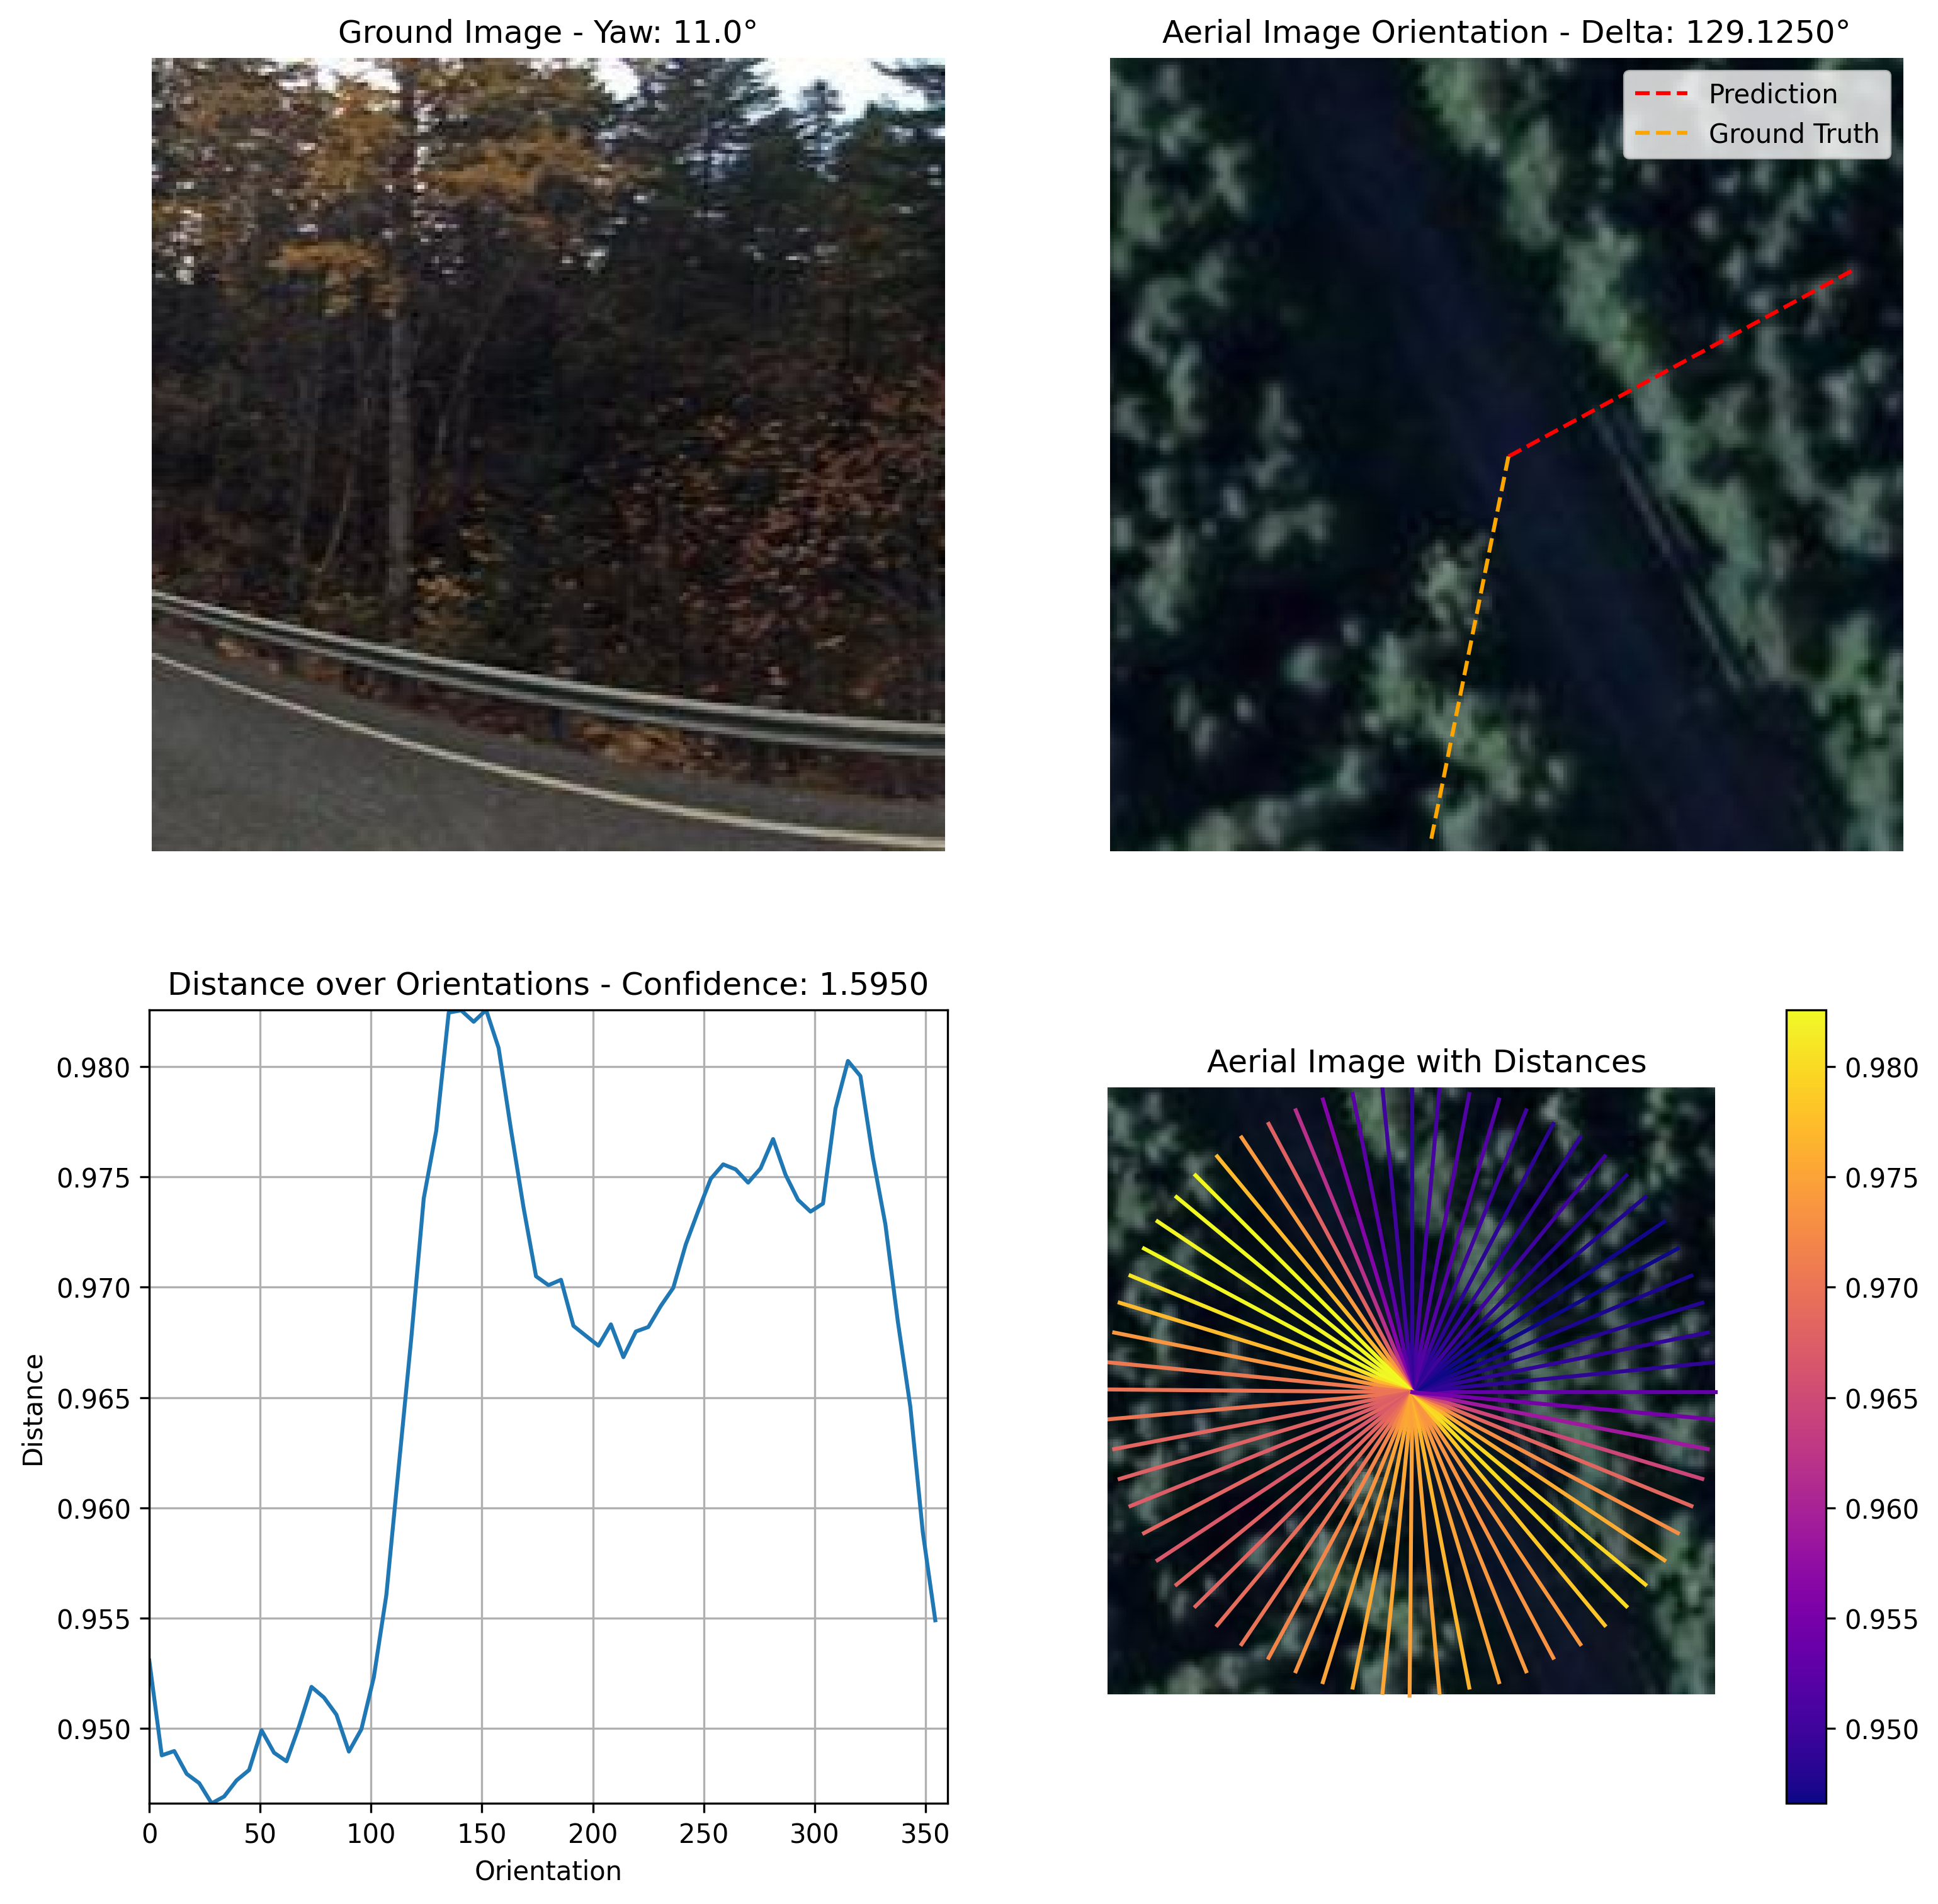 Ground Image - Yaw: 11.0°
Aerial Image Orientation - Delta: 129.1250°
Prediction
Ground Truth
Distance over Orientations - Confidence: 1.5950
0.980
0.975
0.970
0.965
0.960
0.955
0.950
Distance
0
50
100
150
200
250
300
350
Orientation
Aerial Image with Distances
0.980
0.975
0.970
0.965
0.960
0.955
0.950